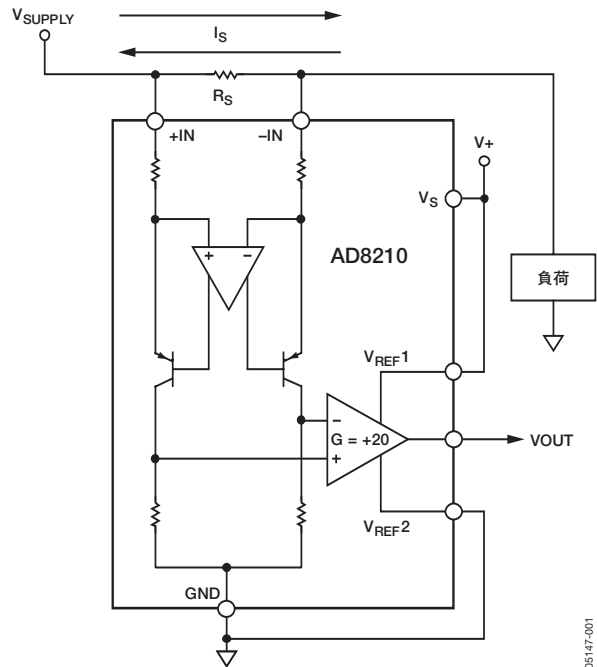 VSUPPLY
IS
RS
+IN
–IN
V+
VS
AD8210
負荷
+
–
VREF1
–
G = +20
+
VOUT
VREF2
GND
05147-001